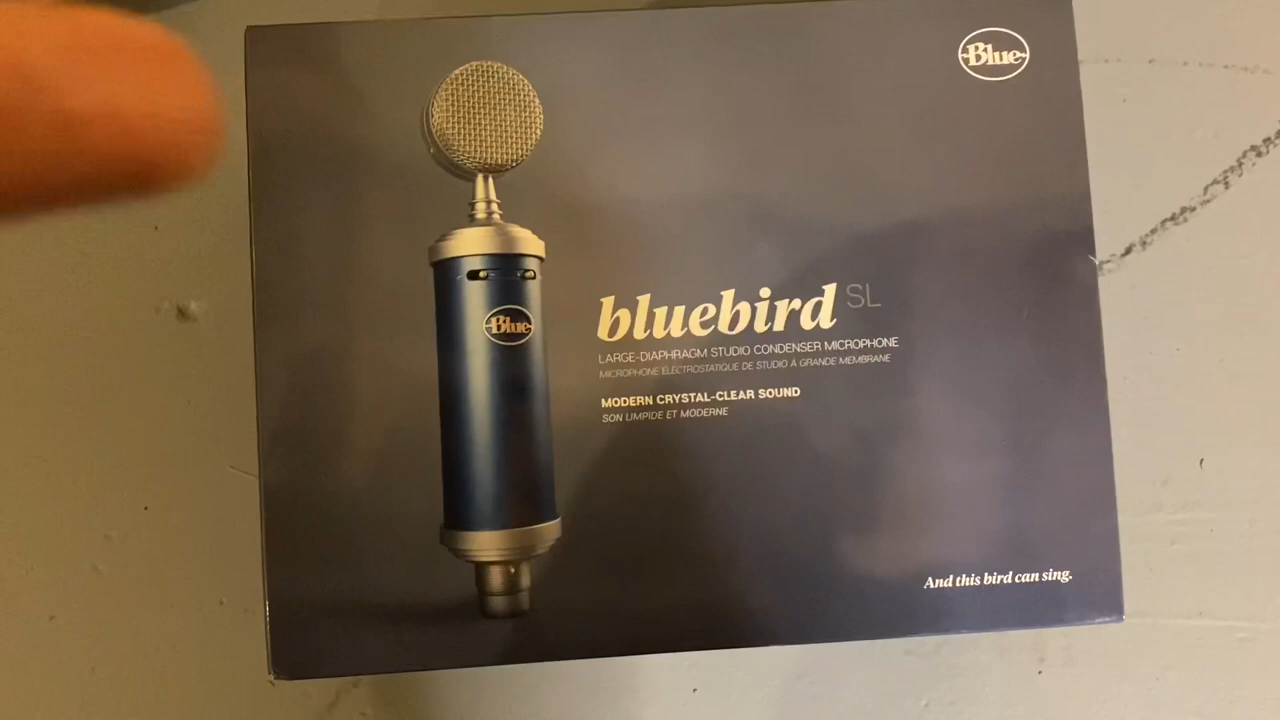 Blue
Blue
bluebird SL
LARGE-DIAPHRAGM STUDIO CONDENSER MICROPHONE
MICROPHONE ÉLECTROSTATIQUE DE STUDIO À GRANDE MEMBRANE
MODERN CRYSTAL-CLEAR SOUND
SON LIMPIDE ET MODERNE
And this bird can sing.